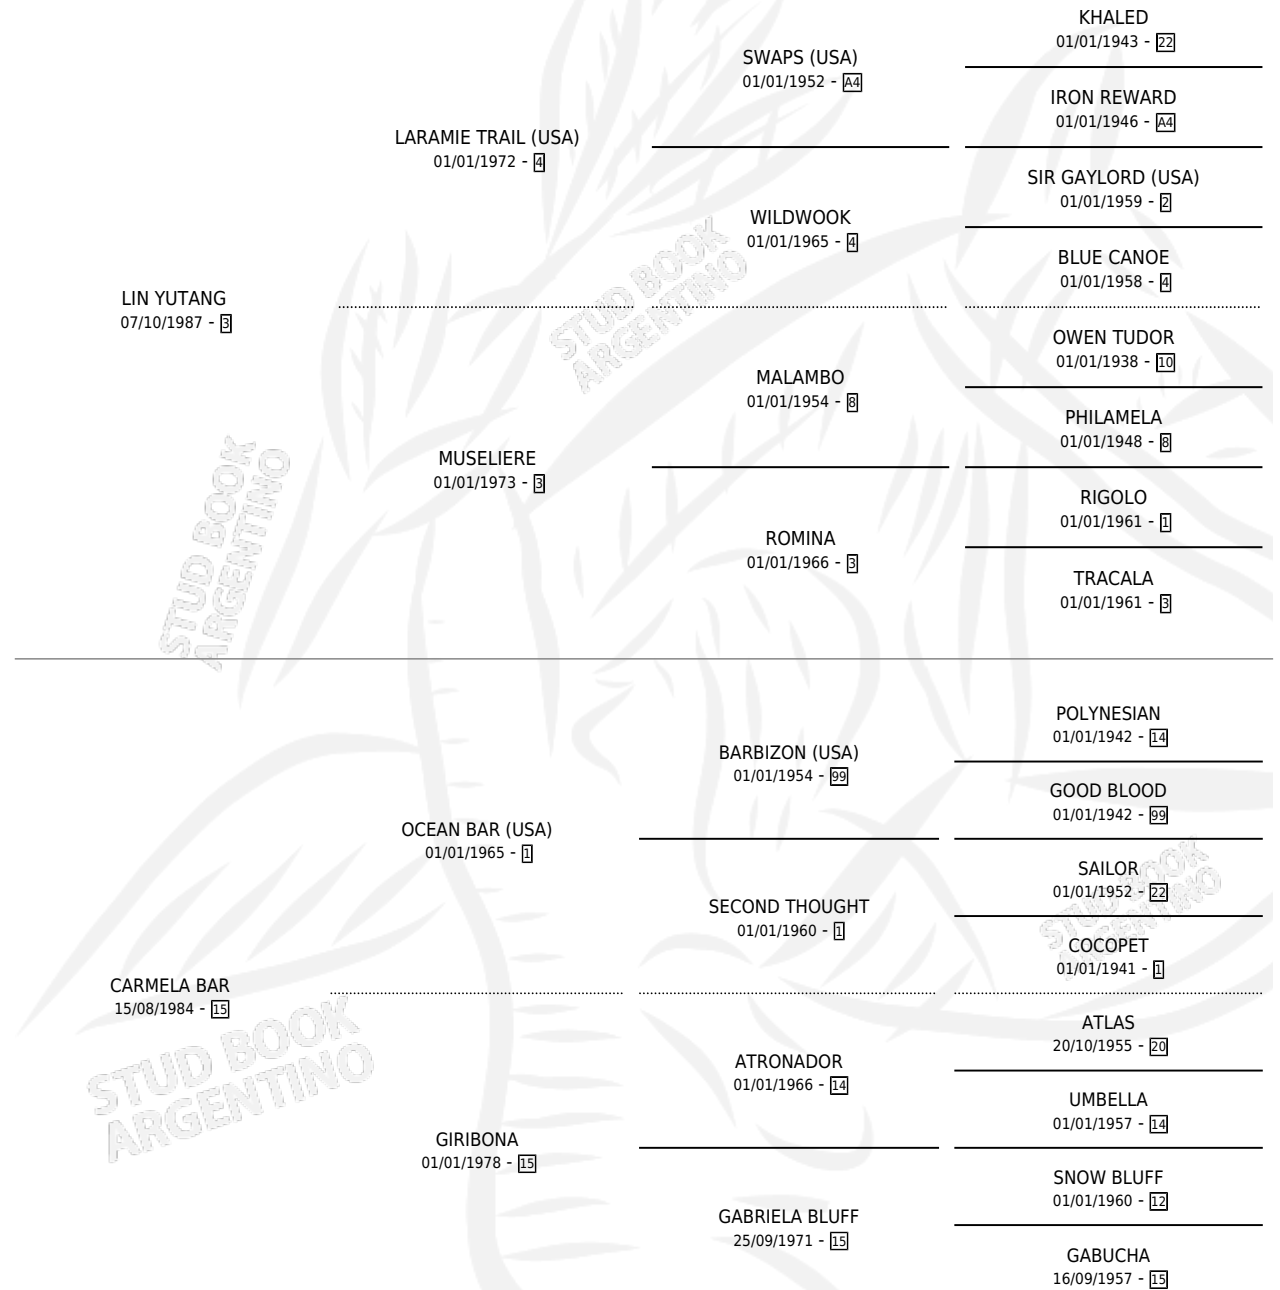 KHALED
01/01/1943 - 22
SWAPS (USA)
01/01/1952 - A4
IRON REWARD
01/01/1946 - A4
LARAMIE TRAIL (USA)
01/01/1972 - 4
SIR GAYLORD (USA)
01/01/1959 - 2
WILDWOOK
01/01/1965 - 4
BLUE CANOE
01/01/1958 - 4
STUD BOOK
ARGENTINO
LIN YUTANG
07/10/1987 - 3
OWEN TUDOR
01/01/1938 - 10
MALAMBO
01/01/1954 - 8
PHILAMELA
01/01/1948 - 8
MUSELIERE
01/01/1973 - 3
RIGOLO
01/01/1961 - 1
ROMINA
01/01/1966 - 3
TRACALA
01/01/1961 - 3
STUD BOOK
ARGENTINO
POLYNESIAN
01/01/1942 - 14
BARBIZON (USA)
01/01/1954 - 99
GOOD BLOOD
01/01/1942 - 99
OCEAN BAR (USA)
01/01/1965 - 1
SAILOR
01/01/1952 - 22
SECOND THOUGHT
01/01/1960 - 1
COCOPET
01/01/1941 - 1
STUD BOOK
ARGENTINO
CARMELA BAR
15/08/1984 - 15
ATLAS
20/10/1955 - 20
ATRONADOR
01/01/1966 - 14
UMBELLA
01/01/1957 - 14
STUD BOOK
ARGENTINO
GIRIBONA
01/01/1978 - 15
SNOW BLUFF
01/01/1960 - 12
GABRIELA BLUFF
25/09/1971 - 15
GABUCHA
16/09/1957 - 15